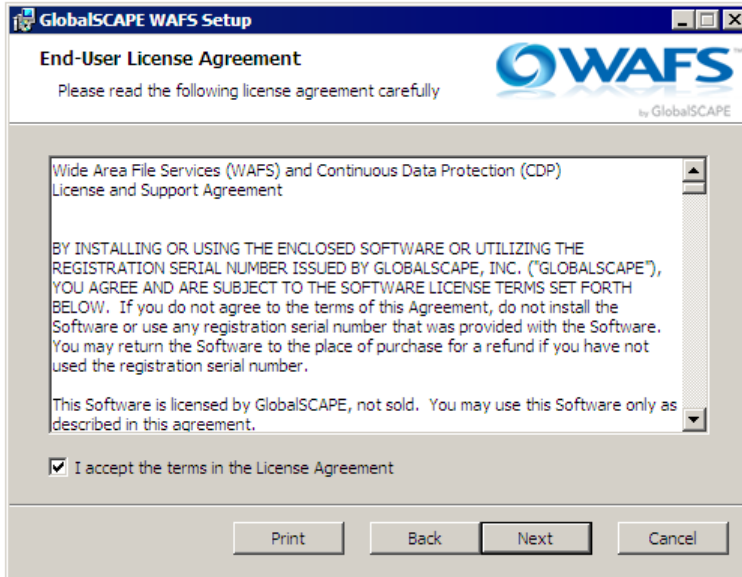 GlobalSCAPE WAFS Setup
End-User License Agreement
Please read the following license agreement carefully
WAFS™
by GlobalSCAPE
Wide Area File Services (WAFS) and Continuous Data Protection (CDP)
License and Support Agreement
BY INSTALLING OR USING THE ENCLOSED SOFTWARE OR UTILIZING THE
REGISTRATION SERIAL NUMBER ISSUED BY GLOBALSCAPE, INC. ("GLOBALSCAPE"),
YOU AGREE AND ARE SUBJECT TO THE SOFTWARE LICENSE TERMS SET FORTH
BELOW.  If you do not agree to the terms of this Agreement, do not install the
Software or use any registration serial number that was provided with the Software.
You may return the Software to the place of purchase for a refund if you have not
used the registration serial number.
This Software is licensed by GlobalSCAPE, not sold.  You may use this Software only as
described in this agreement.
I accept the terms in the License Agreement
Print
Back
Next
Cancel